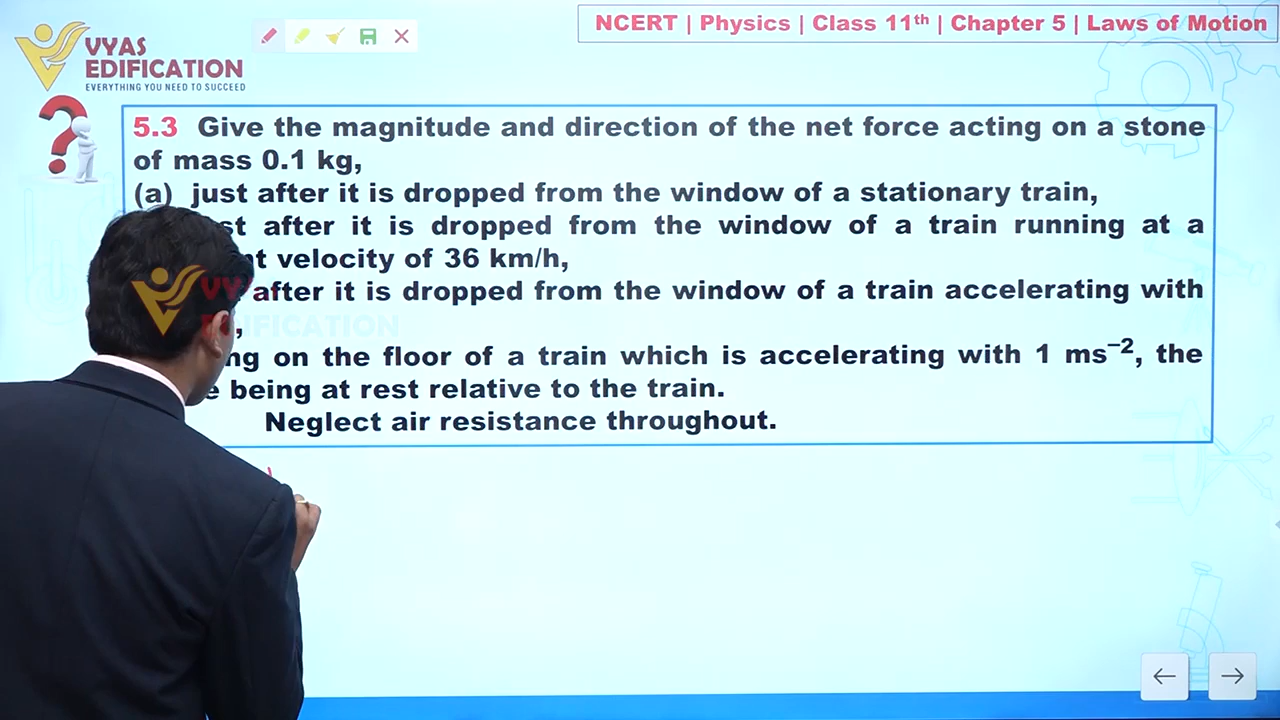 NCERT | Physics | Class 11th | Chapter 5 | Laws of Motion
VYAS
EDIFICATION
EVERYTHING YOU NEED TO SUCCEED
5.3 Give the magnitude and direction of the net force acting on a stone
of mass 0.1 kg,
(a) just after it is dropped from the window of a stationary train,
after it is dropped from the window of a train running at a
velocity of 36 km/h,
after it is dropped from the window of a train accelerating with
VYAS
EDIFICATION
on the floor of a train which is accelerating with 1 ms⁻², the
being at rest relative to the train.
Neglect air resistance throughout.